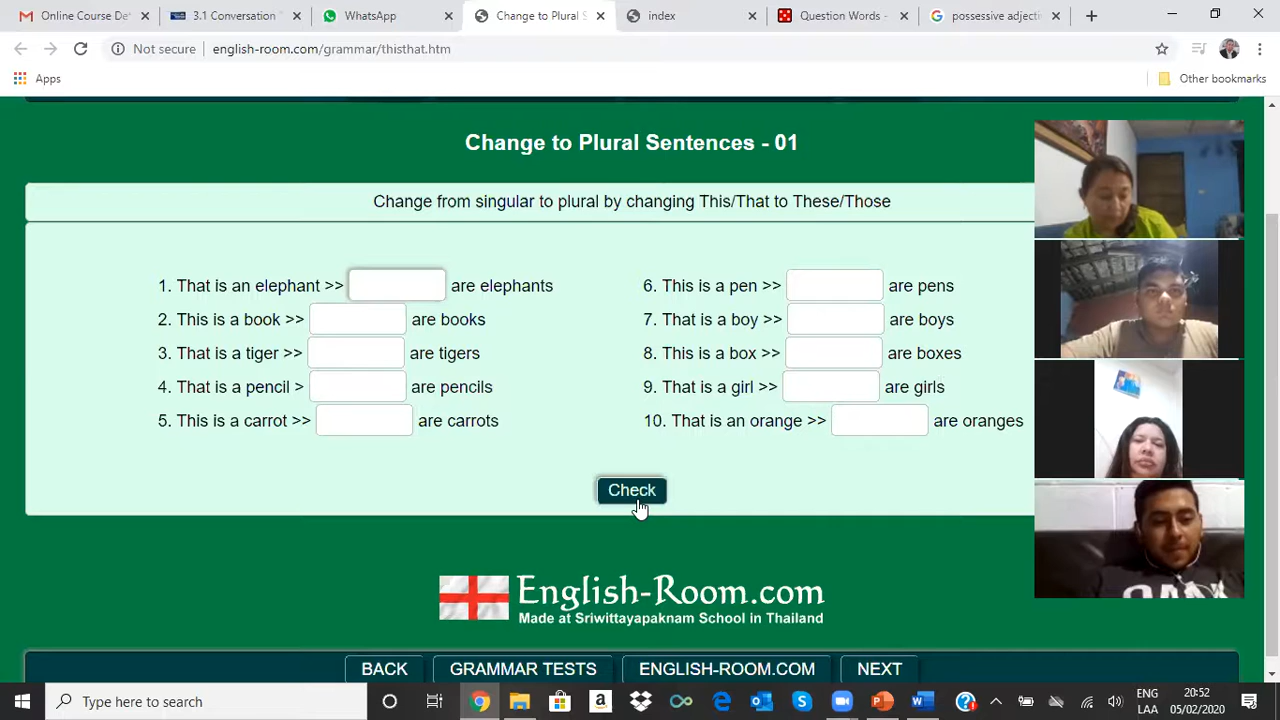 Online Course De
3.1 Conversation
WhatsApp
Change to Plural S
index
Question Words -
possessive adjecti
Not secure
english-room.com/grammar/thisthat.htm
Apps
Other bookmarks
Change to Plural Sentences - 01
Change from singular to plural by changing This/That to These/Those
1. That is an elephant >> are elephants
2. This is a book >> are books
3. That is a tiger >> are tigers
4. That is a pencil > are pencils
5. This is a carrot >> are carrots
6. This is a pen >> are pens
7. That is a boy >> are boys
8. This is a box >> are boxes
9. That is a girl >> are girls
10. That is an orange >> are oranges
Check
English-Room.com
Made at Sriwittayapaknam School in Thailand
BACK
GRAMMAR TESTS
ENGLISH-ROOM.COM
NEXT
Type here to search
ENG
LAA
20:52
05/02/2020